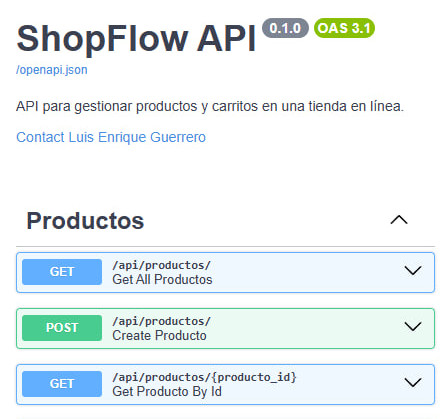 ShopFlow API 0.1.0 OAS 3.1
/openapi.json
API para gestionar productos y carritos en una tienda en línea.
Contact Luis Enrique Guerrero
Productos
GET /api/productos/
Get All Productos
POST /api/productos/
Create Producto
GET /api/productos/{producto_id}
Get Producto By Id